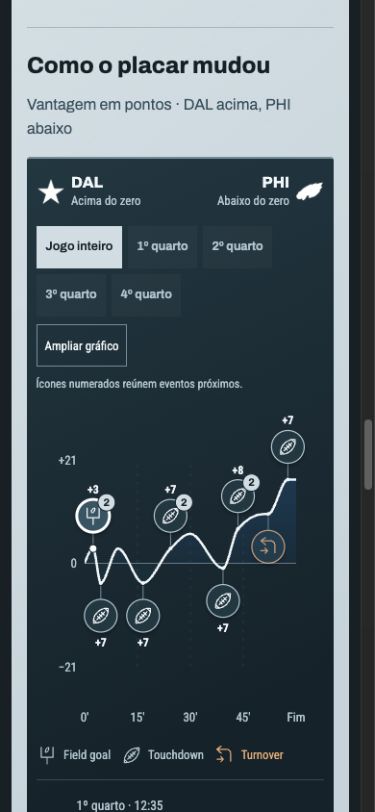 Como o placar mudou
Vantagem em pontos · DAL acima, PHI
abaixo
DAL
Acima do zero
PHI
Abaixo do zero
Jogo inteiro
1º quarto
2º quarto
3º quarto
4º quarto
Ampliar gráfico
Ícones numerados reúnem eventos próximos.
+7
+21
+8
2
+3
2
+7
2
0
+7
+7
+7
−21
0'
15'
30'
45'
Fim
Field goal
Touchdown
Turnover
1º quarto · 12:35